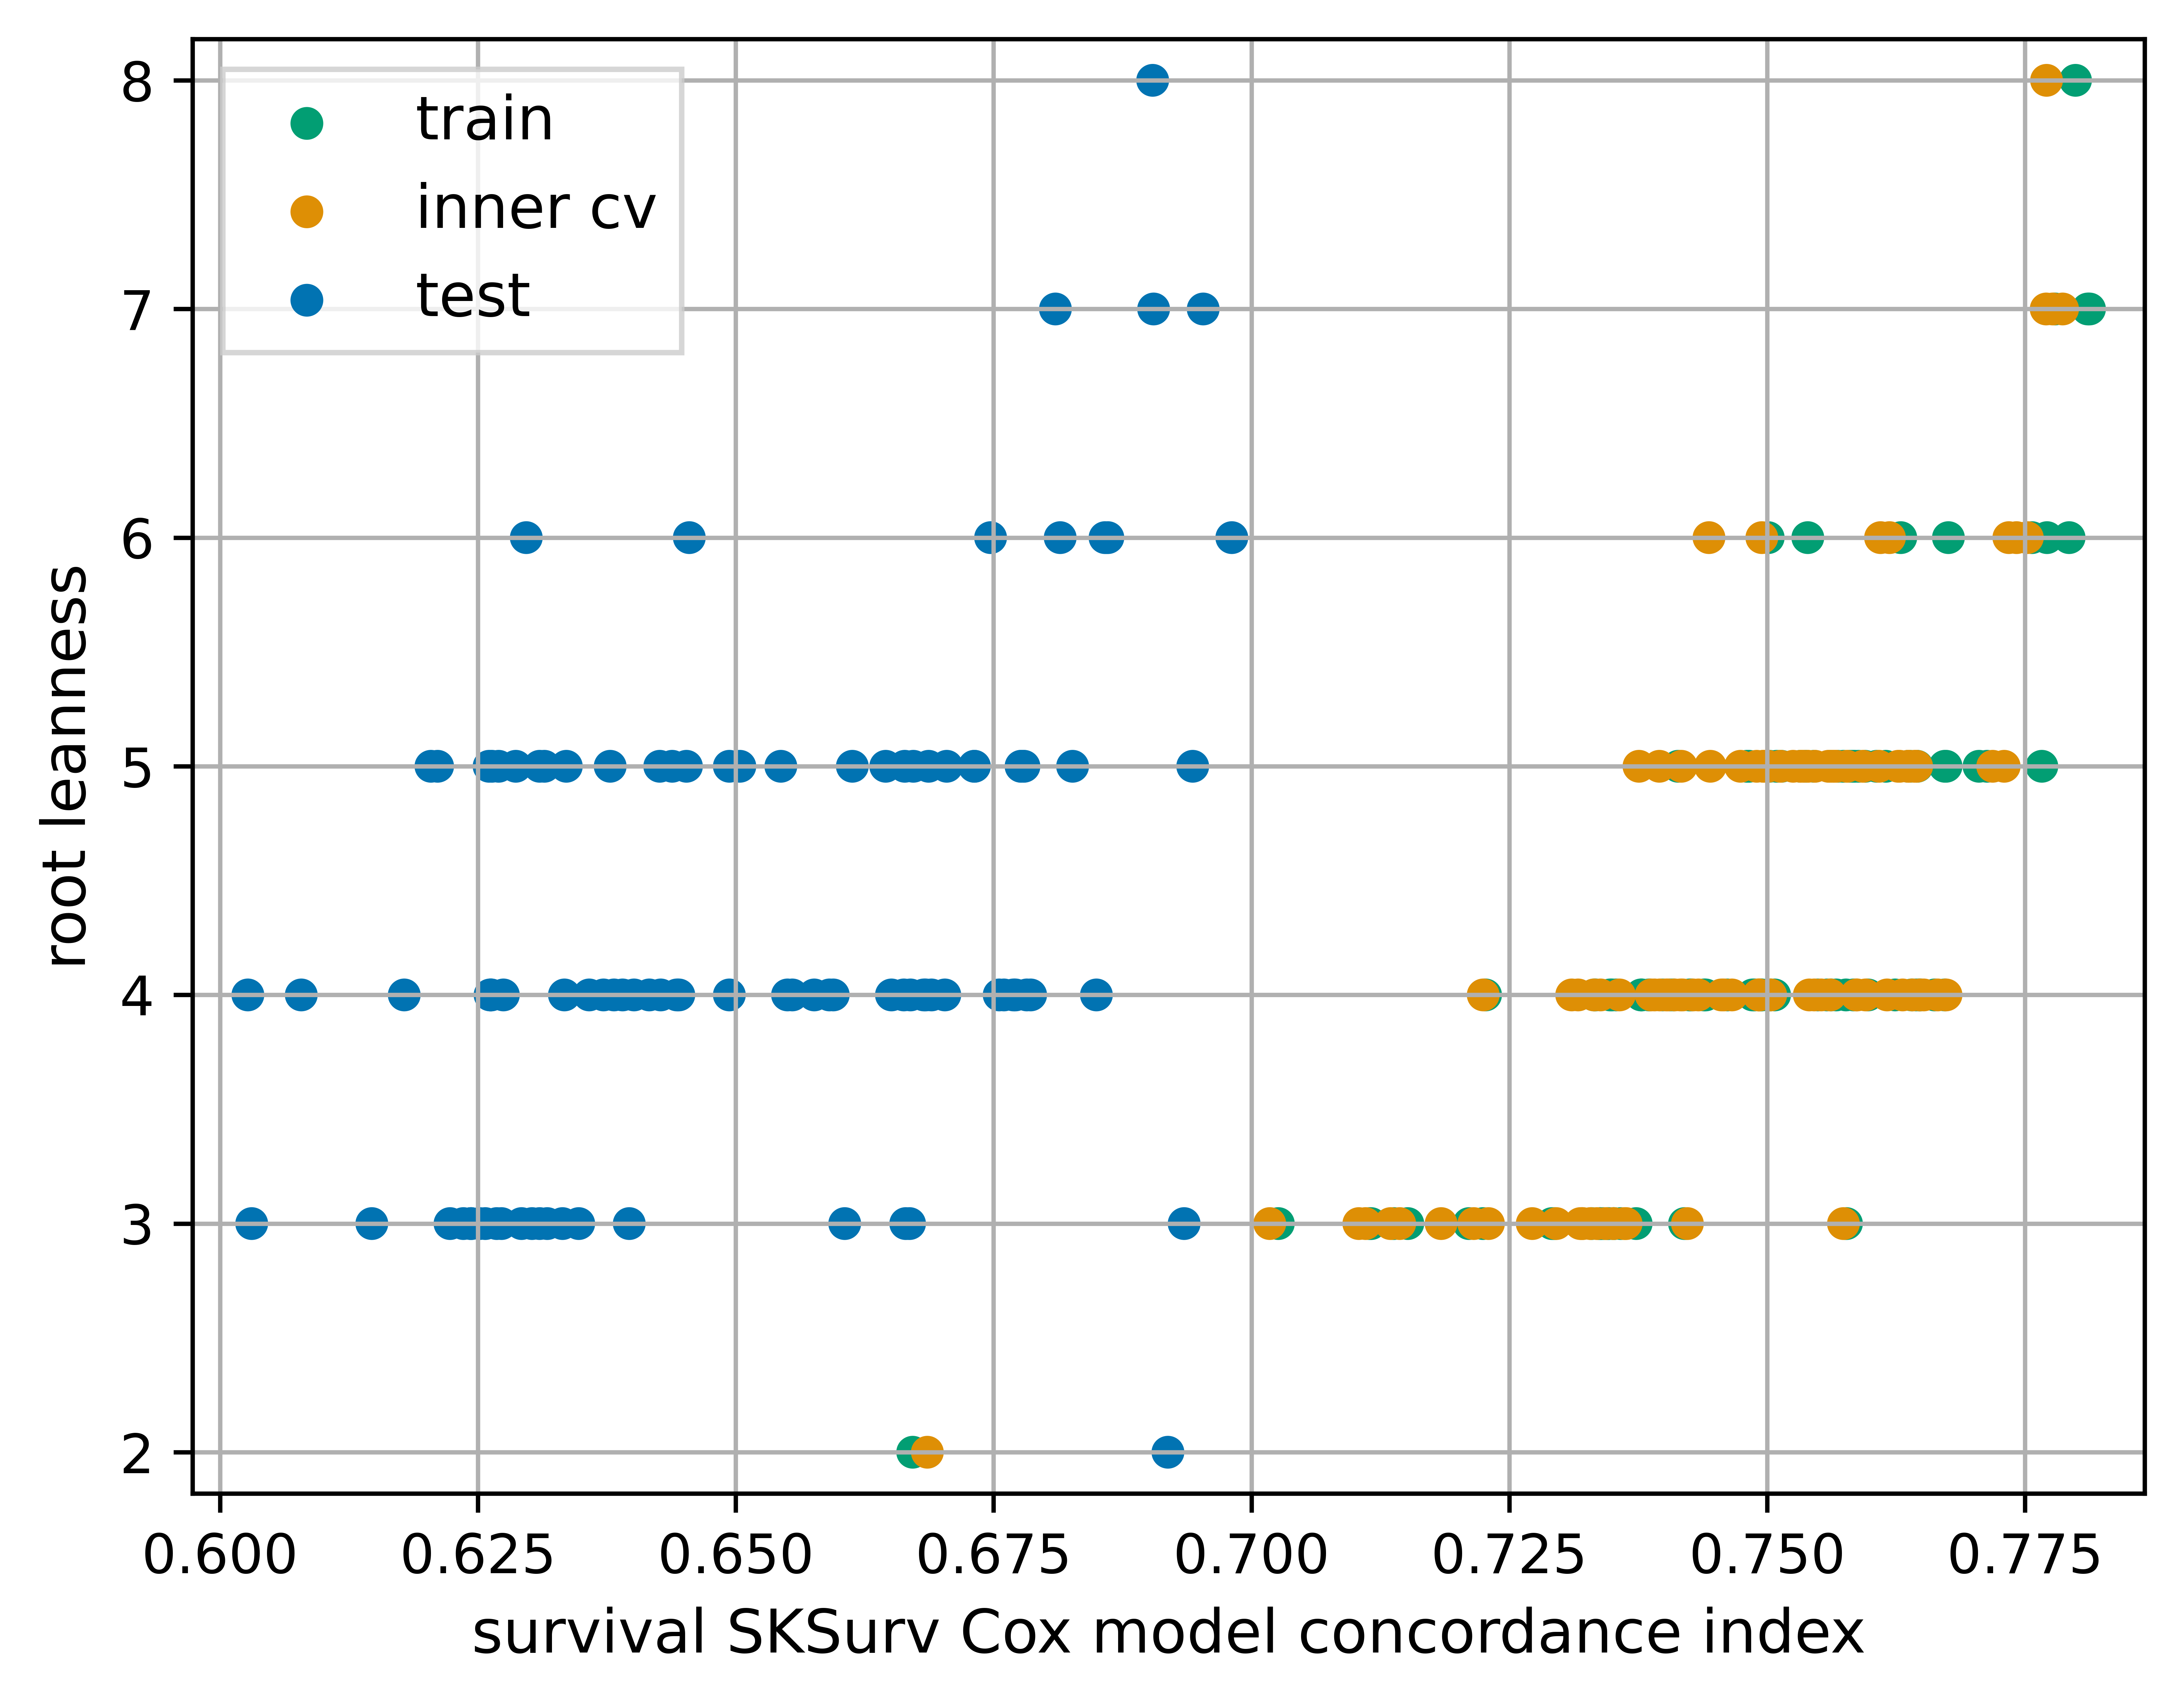 8
7
6
5
4
3
2
root leanness
train
inner cv
test
0.600 0.625 0.650 0.675 0.700 0.725 0.750 0.775
survival SKSurv Cox model concordance index